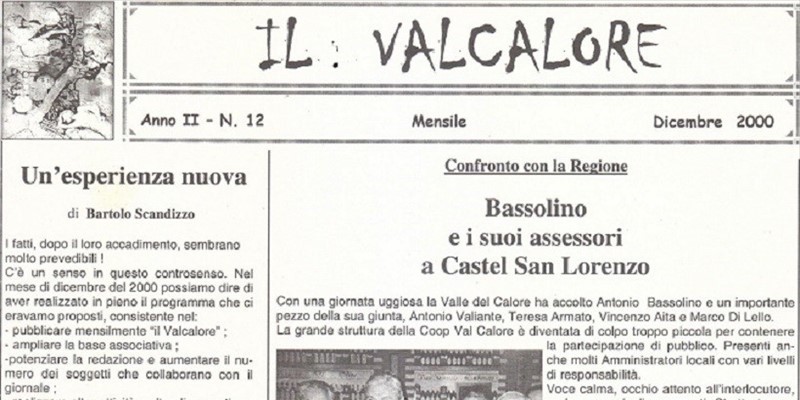 IL : VALCALORE
Anno II - N. 12 Mensile Dicembre 2000
Un'esperienza nuova
di Bartolo Scandizzo
I fatti, dopo il loro accadimento, sembrano
molto prevedibili !
C'è un senso in questo controsenso. Nel
mese di dicembre del 2000 possiamo dire di
aver realizzato in pieno il programma che ci
eravamo proposti, consistente nel:
- pubblicare mensilmente "il Valcalore" ;
- ampliare la base associativa ;
-potenziare la redazione e aumentare il nu-
mero dei soggetti che collaborano con il
giornale ;
Confronto con la Regione
Bassolino
e i suoi assessori
a Castel San Lorenzo
Con una giornata uggiosa la Valle del Calore ha accolto Antonio Bassolino e un importante
pezzo della sua giunta, Antonio Valiante, Teresa Armato, Vincenzo Aita e Marco Di Lello.
La grande struttura della Coop Val Calore è diventata di colpo troppo piccola per contenere
la partecipazione di pubblico. Presenti an-
che molti Amministratori locali con vari livelli
di responsabilità.
Voce calma, occhio attento all'interlocutore,